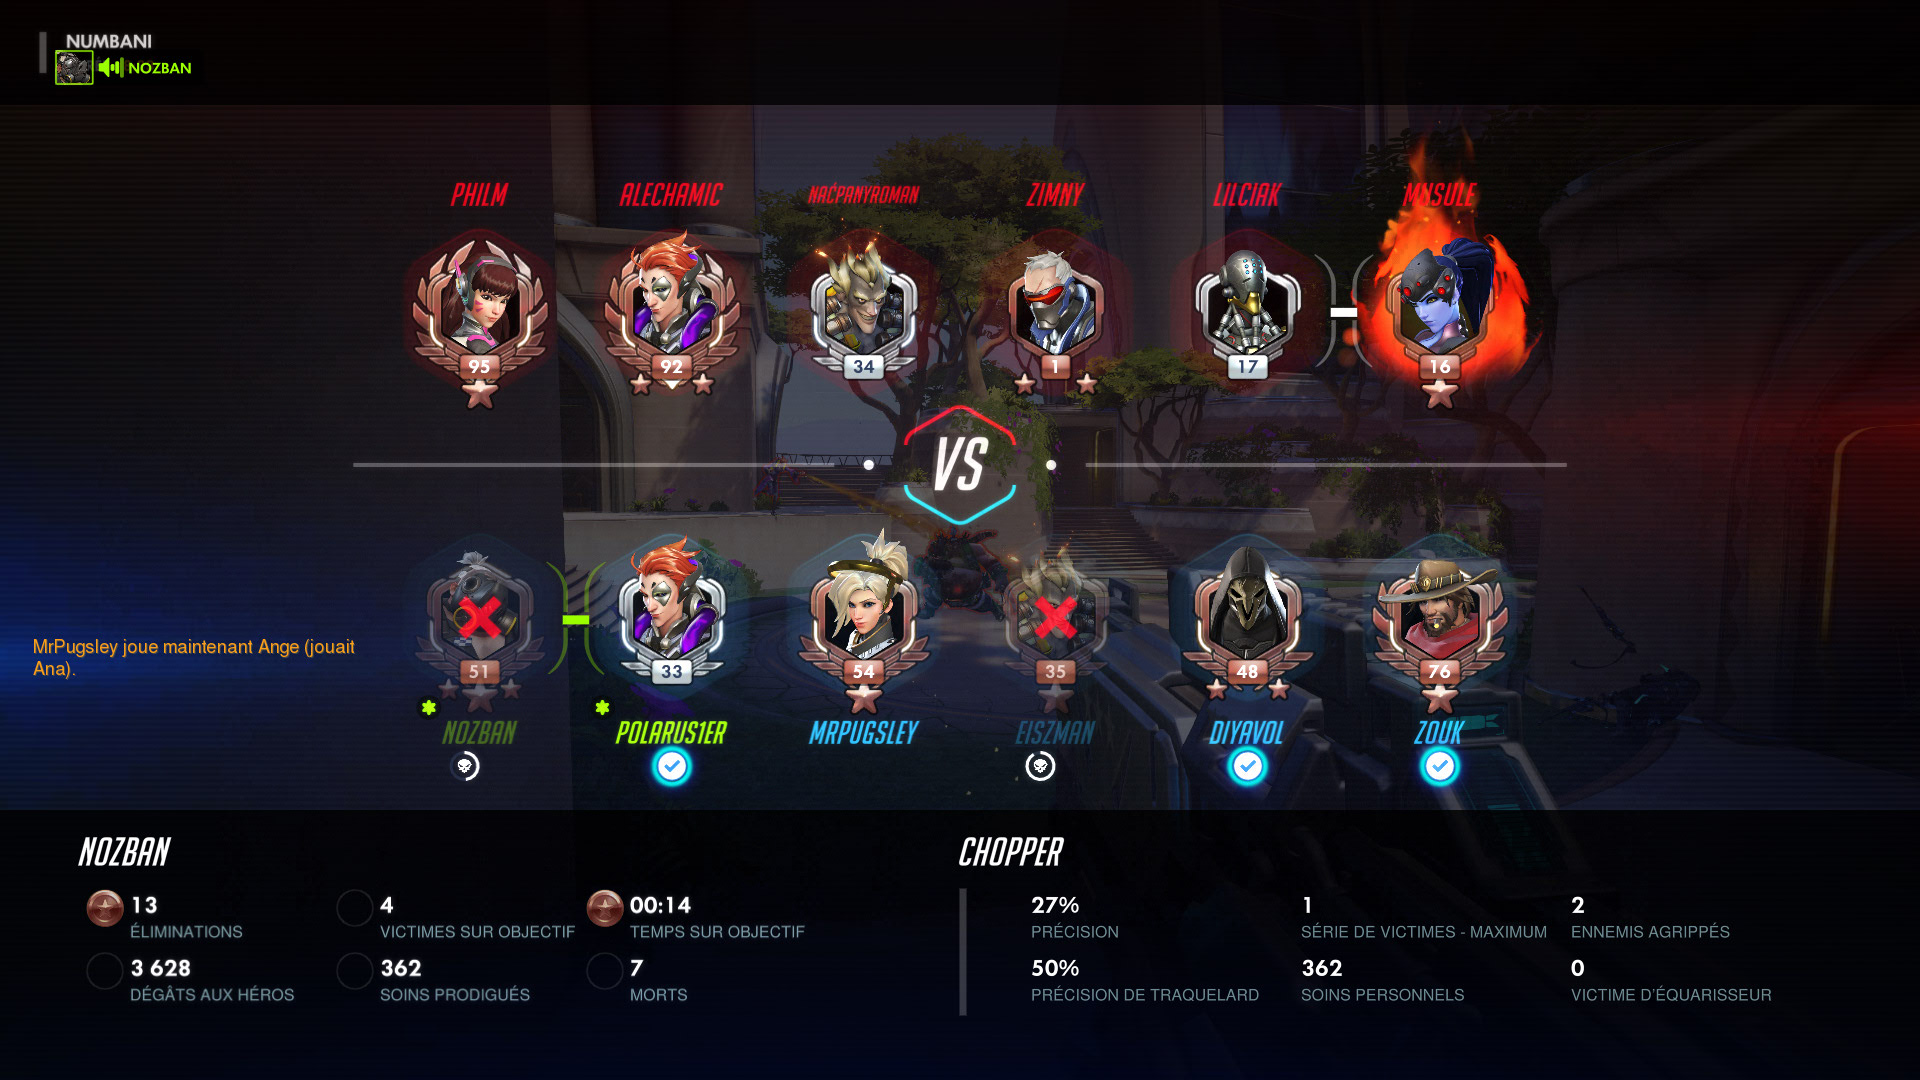 NUMBANI
NOZBAN
PHILM
ALECHAMIC
NAĆPANYROMAN
ZIMNY
LILCIAK
MNSULE
95
92
34
1
17
16
VS
MrPugsley joue maintenant Ange (jouait
Ana).
51
33
54
35
48
76
NOZBAN
POLARUS1ER
MRPUGSLEY
EISZMAN
DIYAVOL
ZOUK
NOZBAN
13
ÉLIMINATIONS
4
VICTIMES SUR OBJECTIF
00:14
TEMPS SUR OBJECTIF
3 628
DÉGÂTS AUX HÉROS
362
SOINS PRODIGUÉS
7
MORTS
CHOPPER
27%
PRÉCISION
1
SÉRIE DE VICTIMES - MAXIMUM
2
ENNEMIS AGRIPPÉS
50%
PRÉCISION DE TRAQUELARD
362
SOINS PERSONNELS
0
VICTIME D'ÉQUARISSEUR